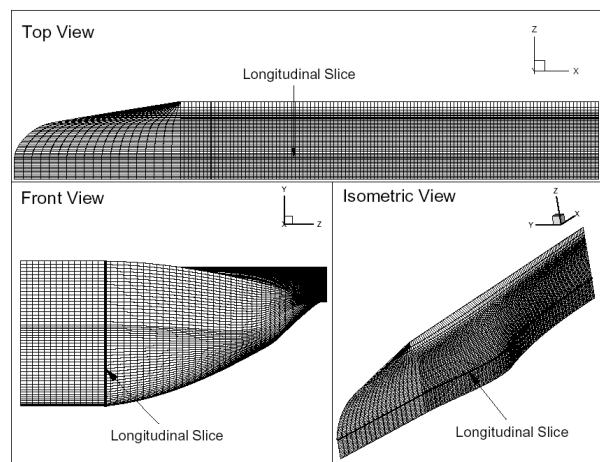 Top View
Z
Y X
Longitudinal Slice
Front View
Y
X Z
Longitudinal Slice
Isometric View
Z
Y X
Longitudinal Slice